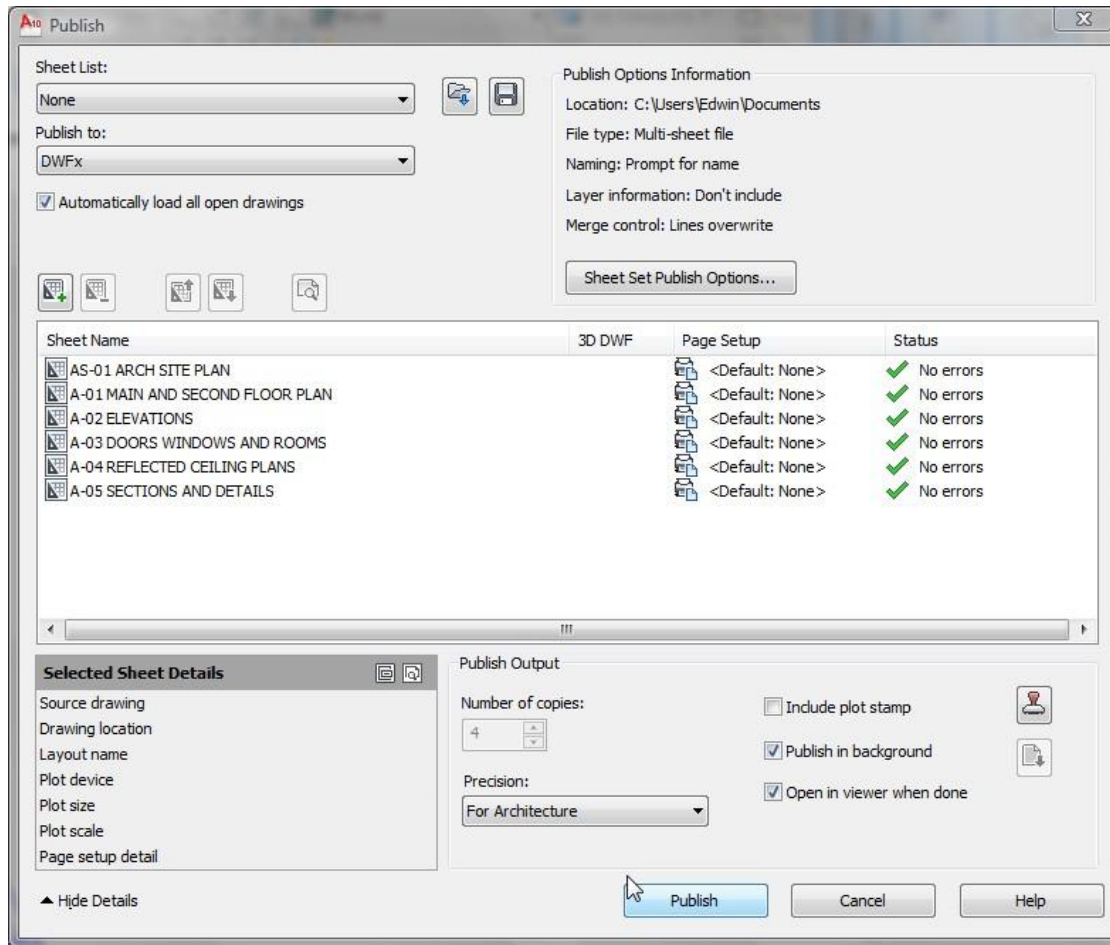 A10 Publish
Sheet List:
None
Publish to:
DWFx
Automatically load all open drawings
Publish Options Information
Location: C:\Users\Edwin\Documents
File type: Multi-sheet file
Naming: Prompt for name
Layer information: Don't include
Merge control: Lines overwrite
Sheet Set Publish Options...
Sheet Name 3D DWF Page Setup Status
AS-01 ARCH SITE PLAN <Default: None> No errors
A-01 MAIN AND SECOND FLOOR PLAN <Default: None> No errors
A-02 ELEVATIONS <Default: None> No errors
A-03 DOORS WINDOWS AND ROOMS <Default: None> No errors
A-04 REFLECTED CEILING PLANS <Default: None> No errors
A-05 SECTIONS AND DETAILS <Default: None> No errors
Selected Sheet Details
Source drawing
Drawing location
Layout name
Plot device
Plot size
Plot scale
Page setup detail
Hide Details
Publish Output
Number of copies:
4
Precision:
For Architecture
Include plot stamp
Publish in background
Open in viewer when done
Publish Cancel Help